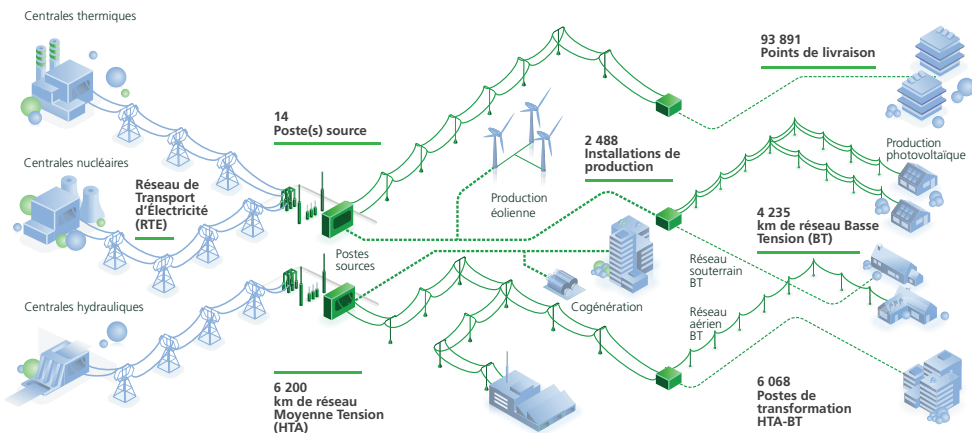 Centrales thermiques
93 891
Points de livraison
14
Poste(s) source
2 488
Installations de
production
Production
photovoltaïque
Centrales nucléaires
Réseau de
Transport
d'Électricité
(RTE)
Production
éolienne
4 235
km de réseau Basse
Tension (BT)
Postes
sources
Réseau
souterrain
BT
Centrales hydrauliques
Cogénération
Réseau
aérien
BT
6 200
km de réseau
Moyenne Tension
(HTA)
6 068
Postes de
transformation
HTA-BT